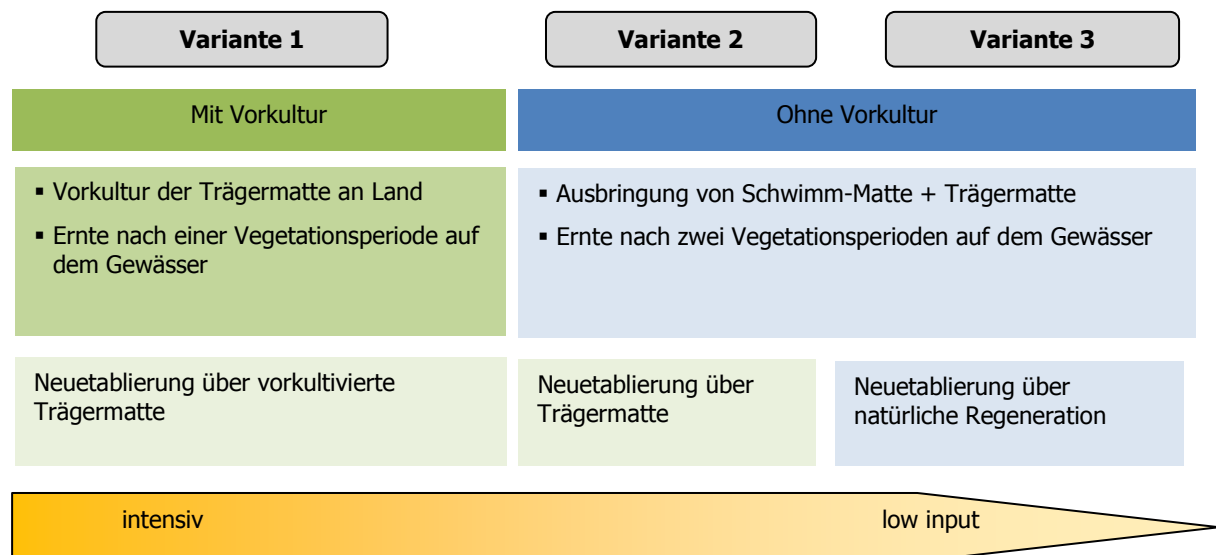 Variante 1
Variante 2
Variante 3
Mit Vorkultur
Ohne Vorkultur
▪ Vorkultur der Trägermatte an Land
▪ Ernte nach einer Vegetationsperiode auf
dem Gewässer
▪ Ausbringung von Schwimm-Matte + Trägermatte
▪ Ernte nach zwei Vegetationsperioden auf dem Gewässer
Neuetablierung über vorkultivierte
Trägermatte
Neuetablierung über
Trägermatte
Neuetablierung über
natürliche Regeneration
intensiv
low input